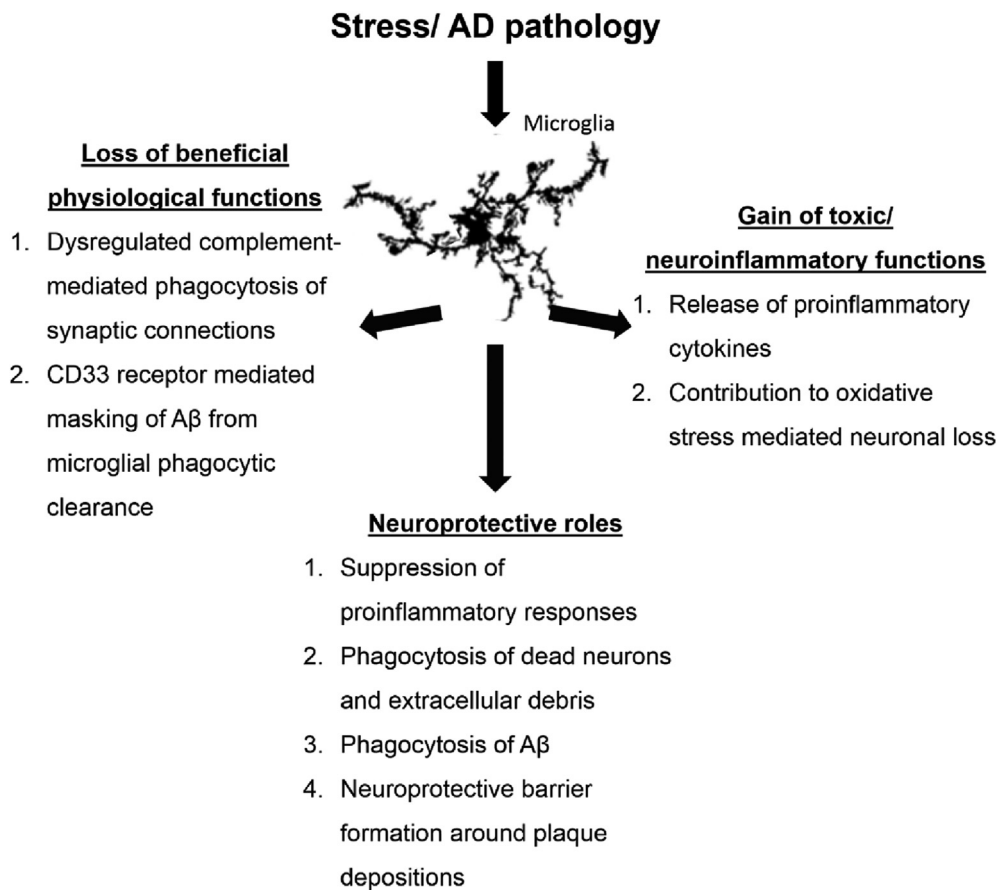 Stress/ AD pathology
Microglia
Loss of beneficial
physiological functions
1. Dysregulated complement-
mediated phagocytosis of
synaptic connections
2. CD33 receptor mediated
masking of Aβ from
microglial phagocytic
clearance
Gain of toxic/
neuroinflammatory functions
1. Release of proinflammatory
cytokines
2. Contribution to oxidative
stress mediated neuronal loss
Neuroprotective roles
1. Suppression of
proinflammatory responses
2. Phagocytosis of dead neurons
and extracellular debris
3. Phagocytosis of Aβ
4. Neuroprotective barrier
formation around plaque
depositions